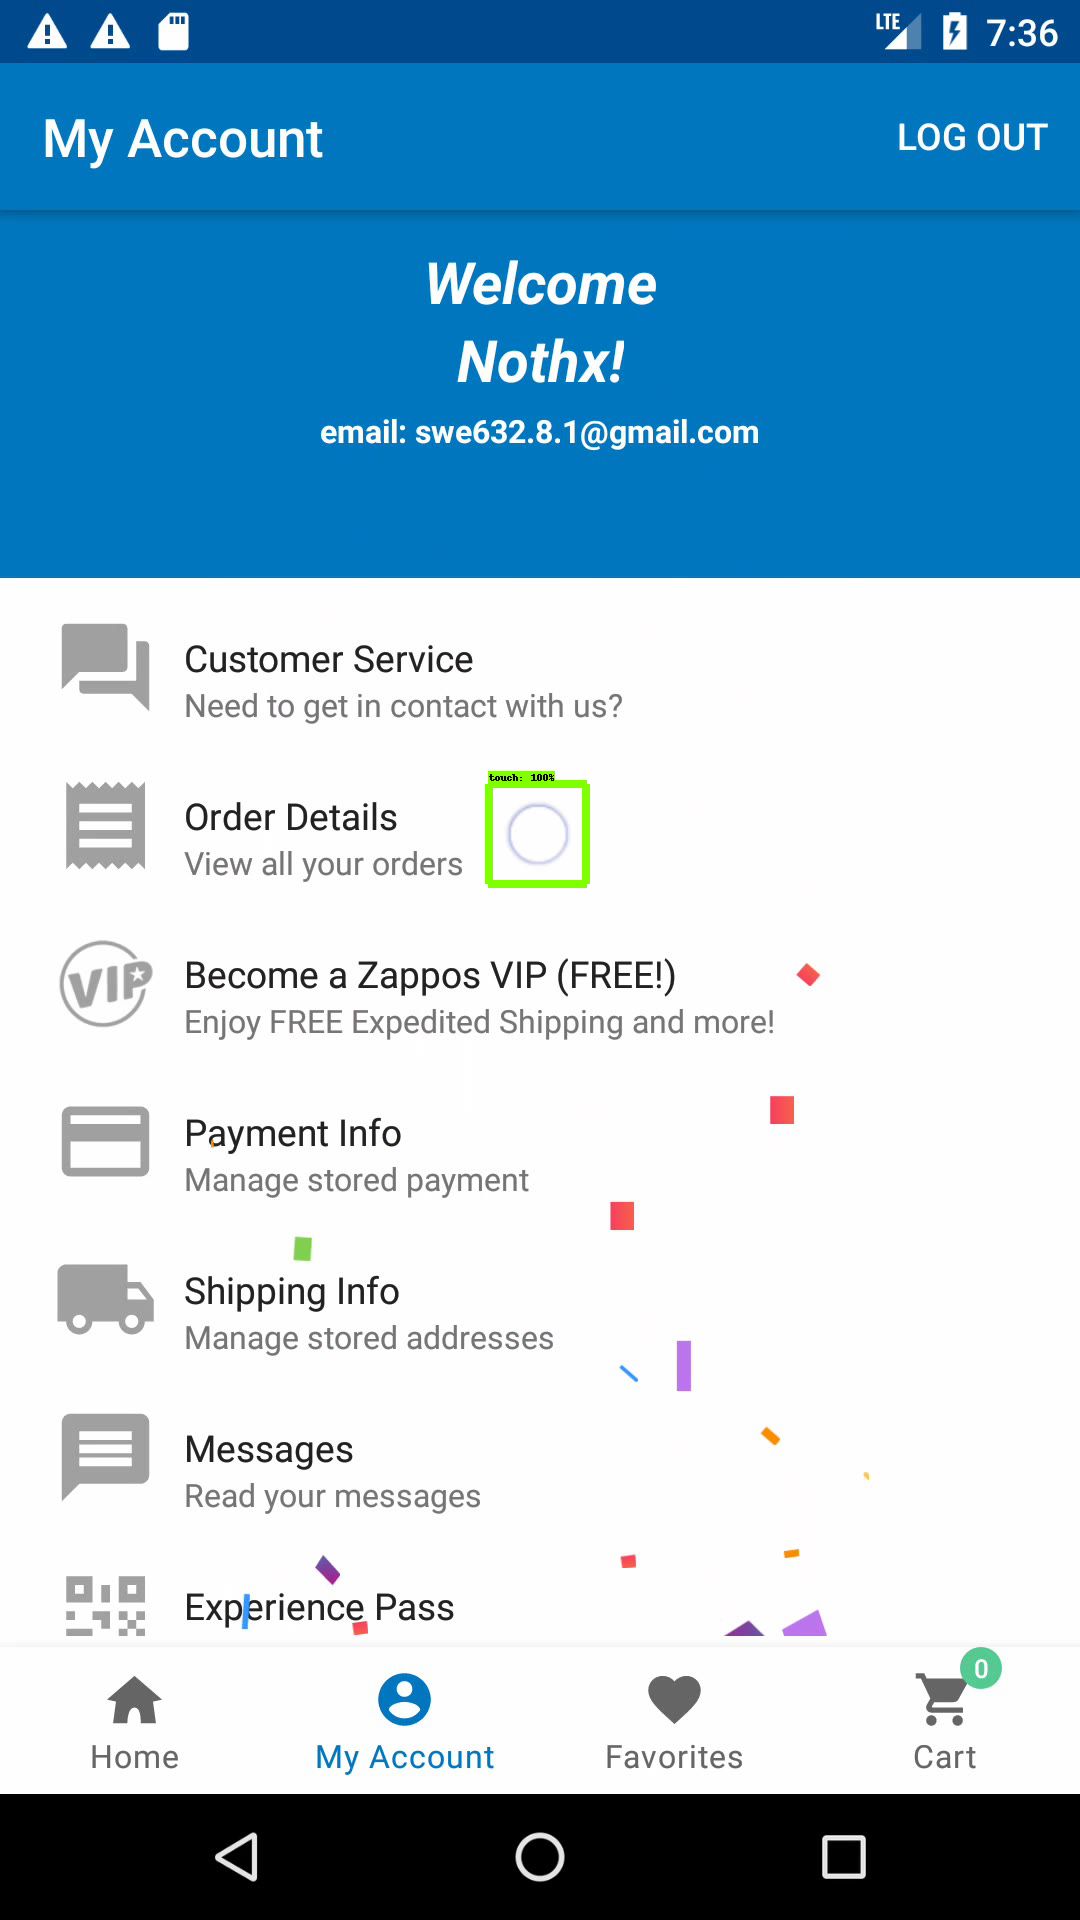 LTE 7:36
My Account LOG OUT
Welcome
Nothx!
email: swe632.8.1@gmail.com
Customer Service
Need to get in contact with us?
touch: 100%
Order Details
View all your orders
VIP
Become a Zappos VIP (FREE!)
Enjoy FREE Expedited Shipping and more!
Payment Info
Manage stored payment
Shipping Info
Manage stored addresses
Messages
Read your messages
Experience Pass
0
Home My Account Favorites Cart